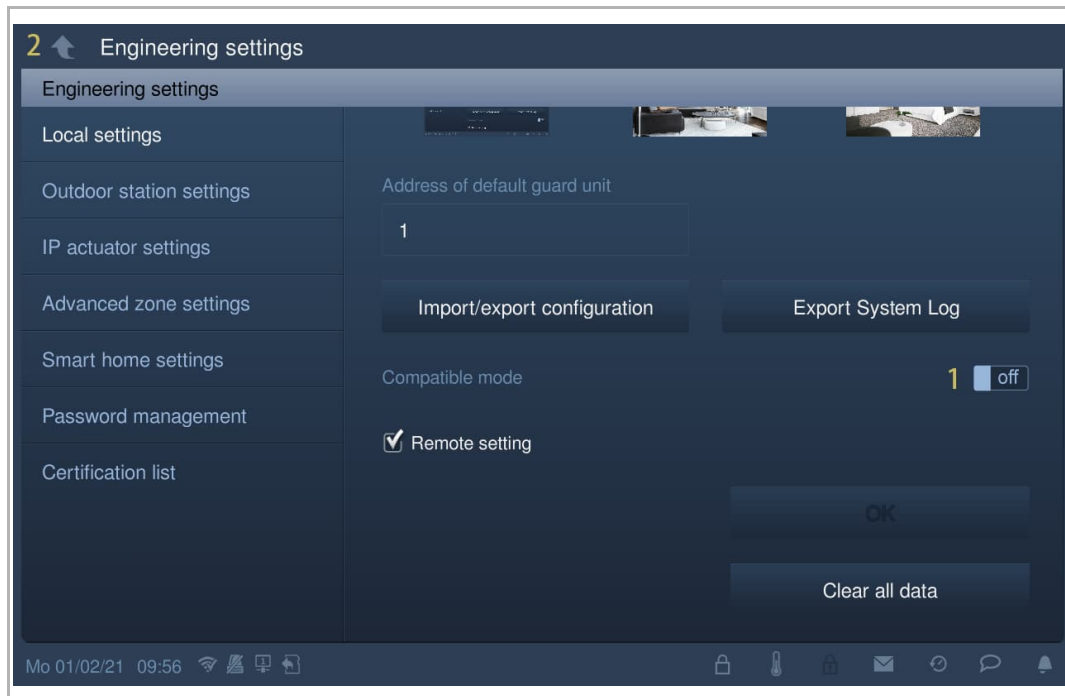 2 Engineering settings
Engineering settings
Local settings
Outdoor station settings
IP actuator settings
Advanced zone settings
Smart home settings
Password management
Certification list
Address of default guard unit
1
Import/export configuration Export System Log
Compatible mode 1 off
Remote setting
OK
Clear all data
Mo 01/02/21 09:56